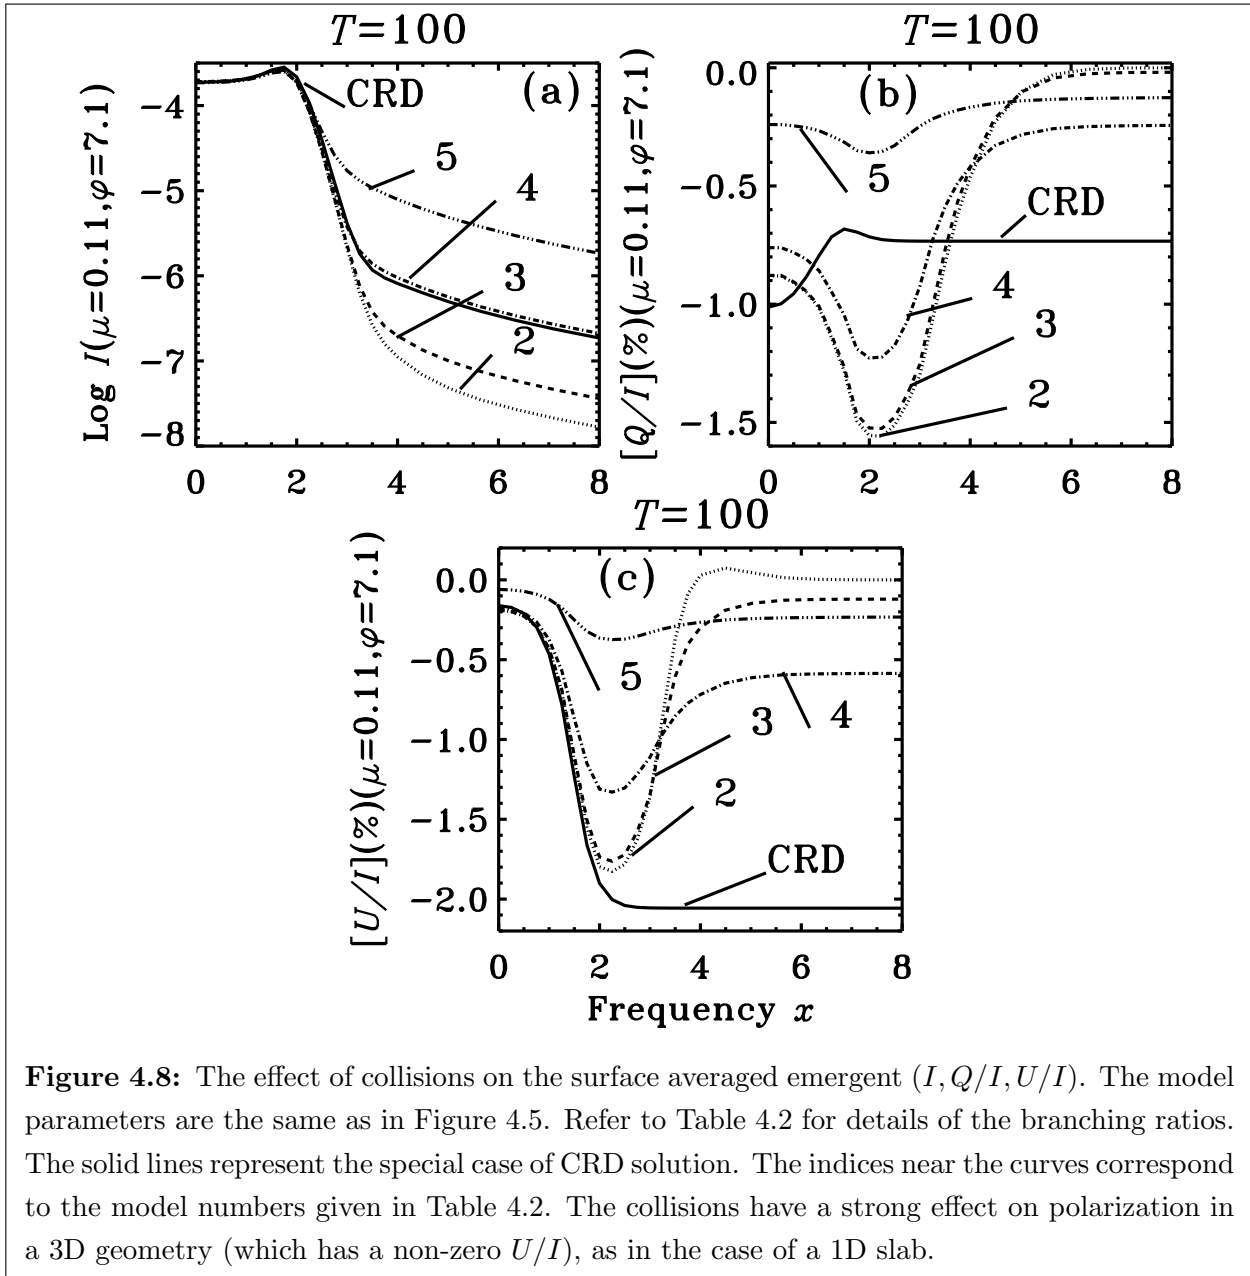 T=100
T=100
Log I(μ=0.11,φ=7.1)
−4
−5
−6
−7
−8
0 2 4 6 8
CRD
(a)
5
4
3
2
[Q/I](%)(μ=0.11,φ=7.1)
0.0
−0.5
−1.0
−1.5
0 2 4 6 8
(b)
5
CRD
4
3
2
T=100
[U/I](%)(μ=0.11,φ=7.1)
0.0
−0.5
−1.0
−1.5
−2.0
(c)
5
4
3
2
CRD
0 2 4 6 8
Frequency x
Figure 4.8: The effect of collisions on the surface averaged emergent (I, Q/I, U/I). The model
parameters are the same as in Figure 4.5. Refer to Table 4.2 for details of the branching ratios.
The solid lines represent the special case of CRD solution. The indices near the curves correspond
to the model numbers given in Table 4.2. The collisions have a strong effect on polarization in
a 3D geometry (which has a non-zero U/I), as in the case of a 1D slab.